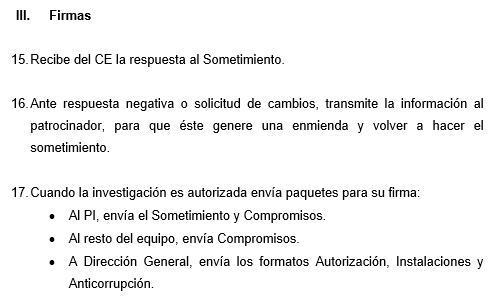 III. Firmas
15. Recibe del CE la respuesta al Sometimiento.
16. Ante respuesta negativa o solicitud de cambios, transmite la información al
patrocinador, para que éste genere una enmienda y volver a hacer el
sometimiento.
17. Cuando la investigación es autorizada envía paquetes para su firma:
• Al PI, envía el Sometimiento y Compromisos.
• Al resto del equipo, envía Compromisos.
• A Dirección General, envía los formatos Autorización, Instalaciones y
Anticorrupción.